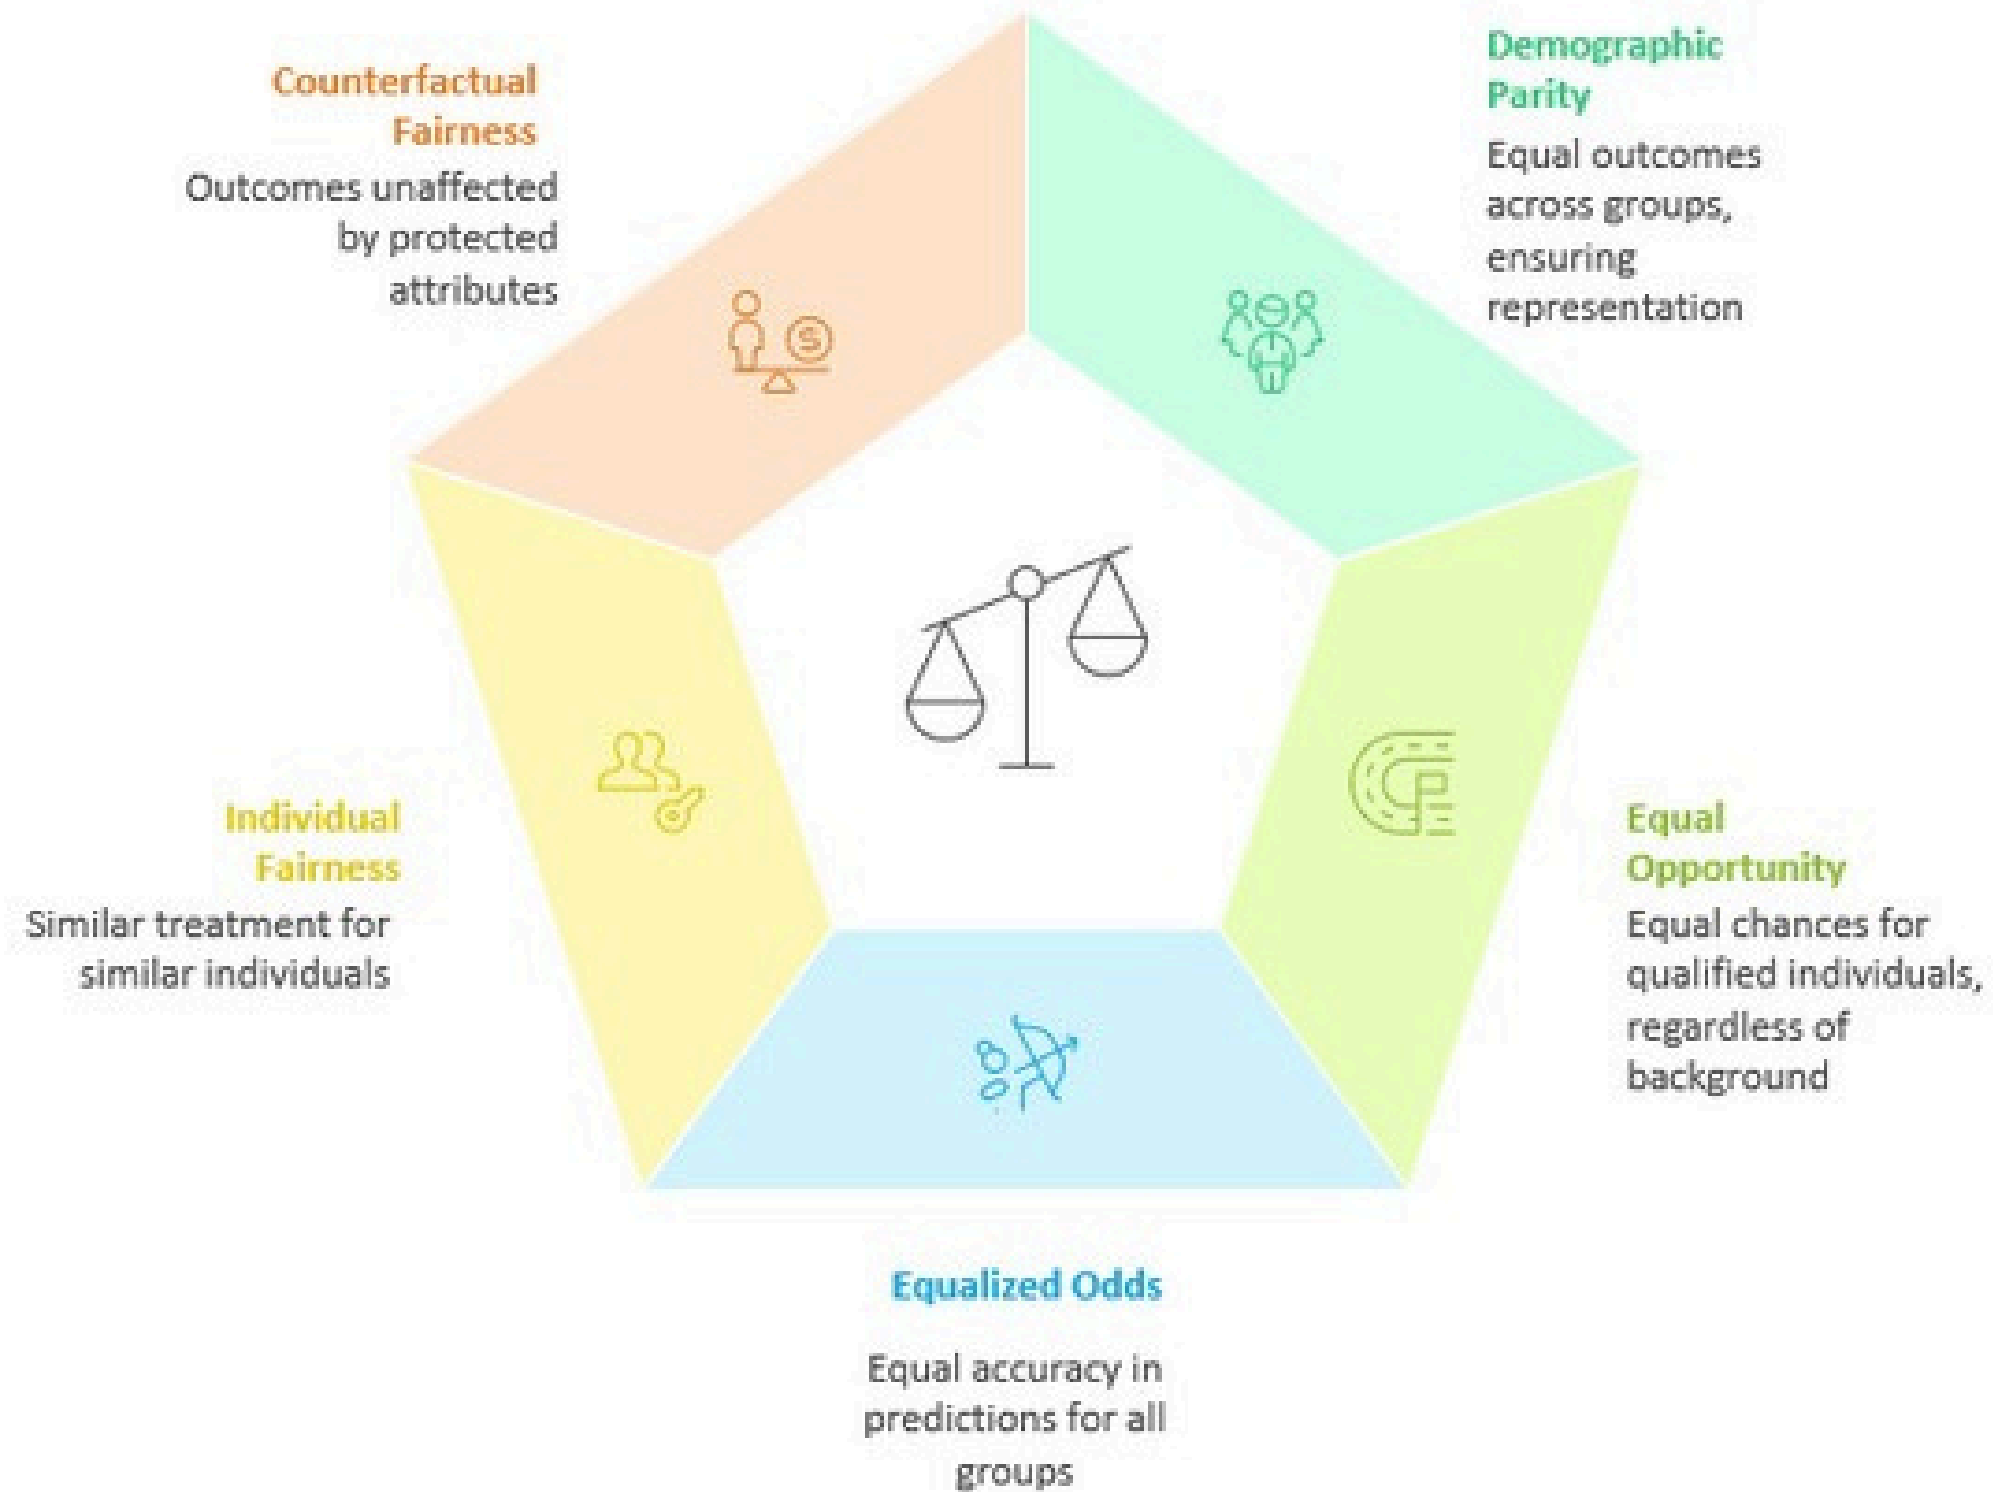 Counterfactual
Fairness
Outcomes unaffected
by protected
attributes
Demographic
Parity
Equal outcomes
across groups,
ensuring
representation
Individual
Fairness
Similar treatment for
similar individuals
Equal
Opportunity
Equal chances for
qualified individuals,
regardless of
background
Equalized Odds
Equal accuracy in
predictions for all
groups